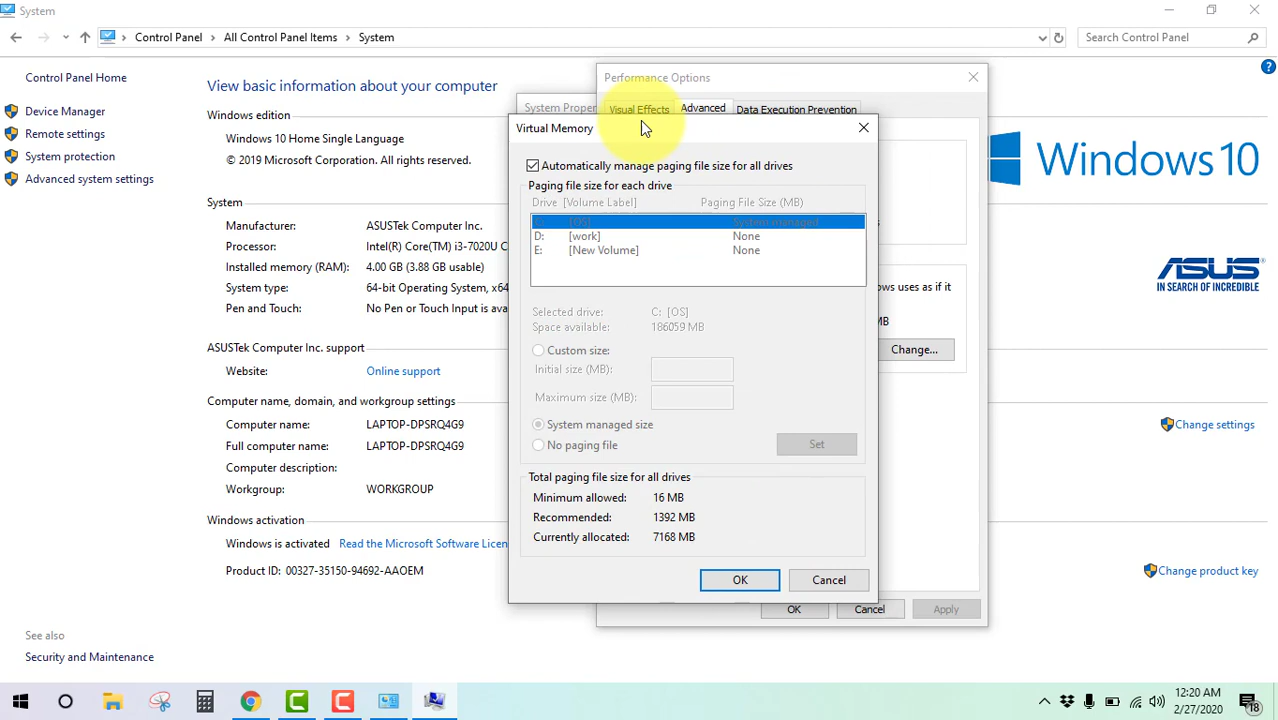 System
Control Panel
All Control Panel Items
System
Search Control Panel
Control Panel Home
Device Manager
Remote settings
System protection
Advanced system settings
See also
Security and Maintenance
View basic information about your computer
Windows edition
Windows 10 Home Single Language
© 2019 Microsoft Corporation. All rights reserved.
System
Manufacturer: ASUSTek Computer Inc.
Processor: Intel(R) Core(TM) i3-7020U
Installed memory (RAM): 4.00 GB (3.88 GB usable)
System type: 64-bit Operating System, x64
Pen and Touch: No Pen or Touch Input is ava
ASUSTek Computer Inc. support
Website: Online support
Computer name, domain, and workgroup settings
Computer name: LAPTOP-DPSRQ4G9
Full computer name: LAPTOP-DPSRQ4G9
Computer description:
Workgroup: WORKGROUP
Windows activation
Windows is activated Read the Microsoft Software Licen
Product ID: 00327-35150-94692-AAOEM
Windows 10
ASUS
IN SEARCH OF INCREDIBLE
Change settings
Change product key
System Proper
Performance Options
Visual Effects
Advanced
Data Execution Prevention
ows uses as if it
MB
Change...
OK
Cancel
Apply
Virtual Memory
Automatically manage paging file size for all drives
Paging file size for each drive
Drive [Volume Label] Paging File Size (MB)
C: [OS] System managed
D: [work] None
E: [New Volume] None
Selected drive: C: [OS]
Space available: 186059 MB
Custom size:
Initial size (MB):
Maximum size (MB):
System managed size
No paging file
Set
Total paging file size for all drives
Minimum allowed: 16 MB
Recommended: 1392 MB
Currently allocated: 7168 MB
OK
Cancel
12:20 AM
2/27/2020
18